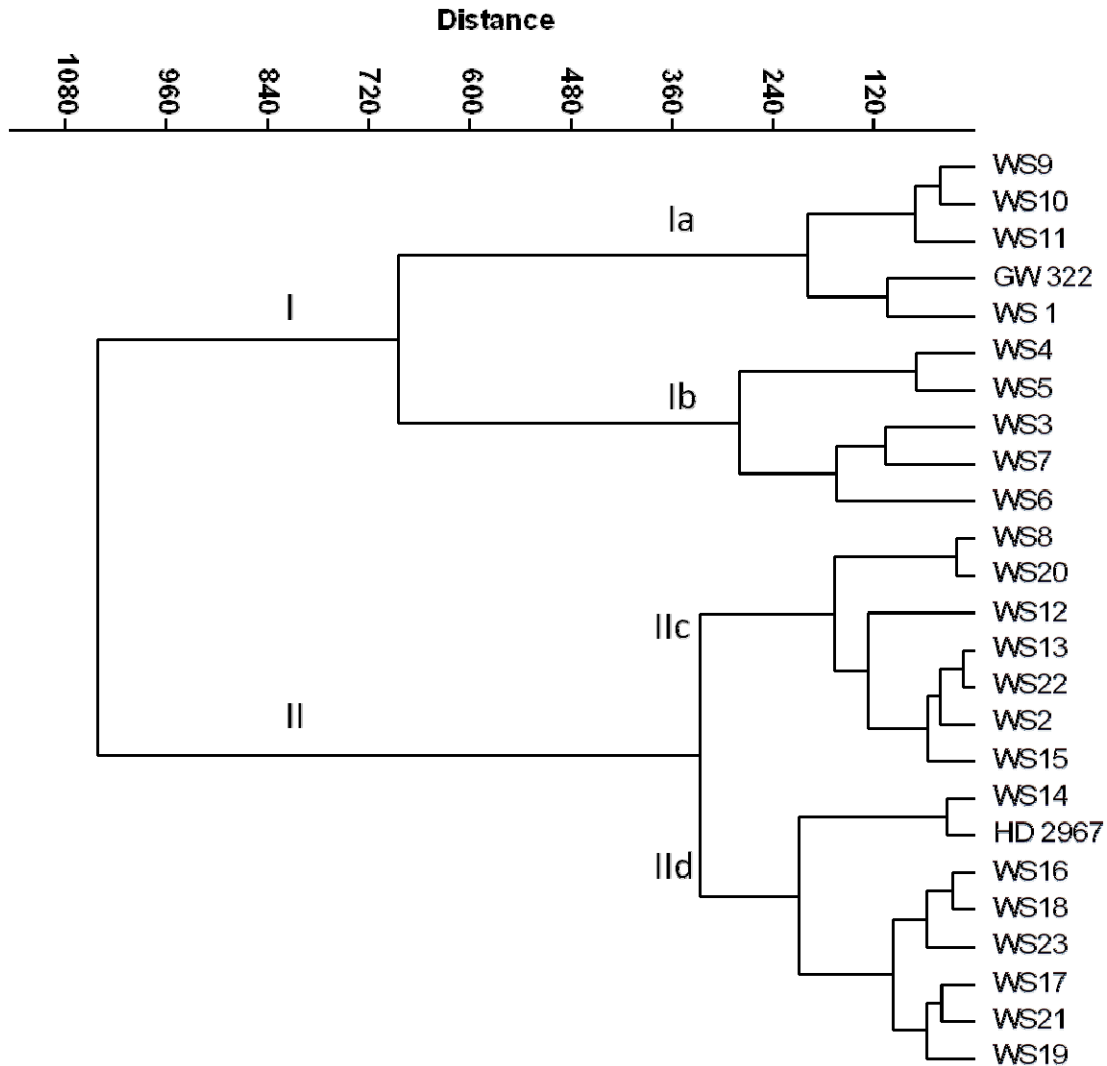 Distance
1080 960 840 720 600 480 360 240 120
WS9
WS10
Ia
WS11
GW 322
I
WS 1
WS4
Ib
WS5
WS3
WS7
WS6
WS8
WS20
WS12
IIc
WS13
WS22
II
WS2
WS15
WS14
HD 2967
IId
WS16
WS18
WS23
WS17
WS21
WS19